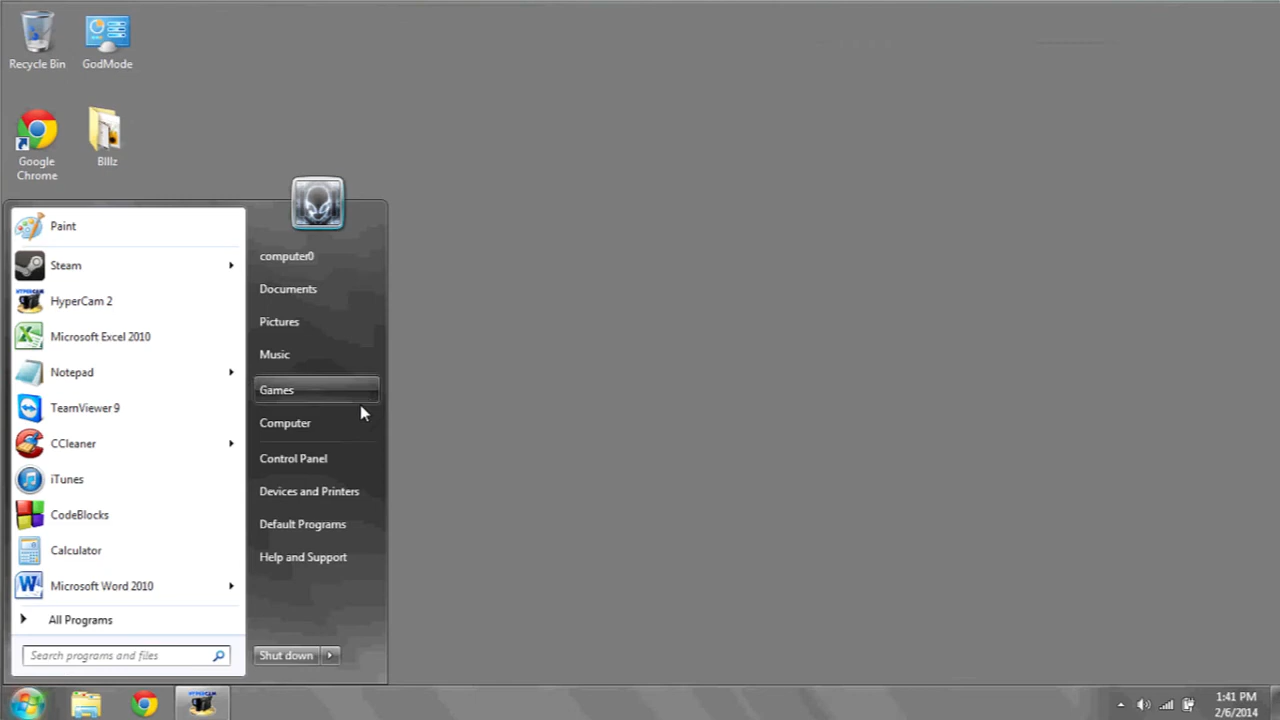 Recycle Bin
GodMode
Google
Chrome
BIllz
Paint
Steam
HyperCam 2
Microsoft Excel 2010
Notepad
TeamViewer 9
CCleaner
iTunes
CodeBlocks
Calculator
Microsoft Word 2010
All Programs
Search programs and files
computer0
Documents
Pictures
Music
Games
Computer
Control Panel
Devices and Printers
Default Programs
Help and Support
Shut down
1:41 PM
2/6/2014